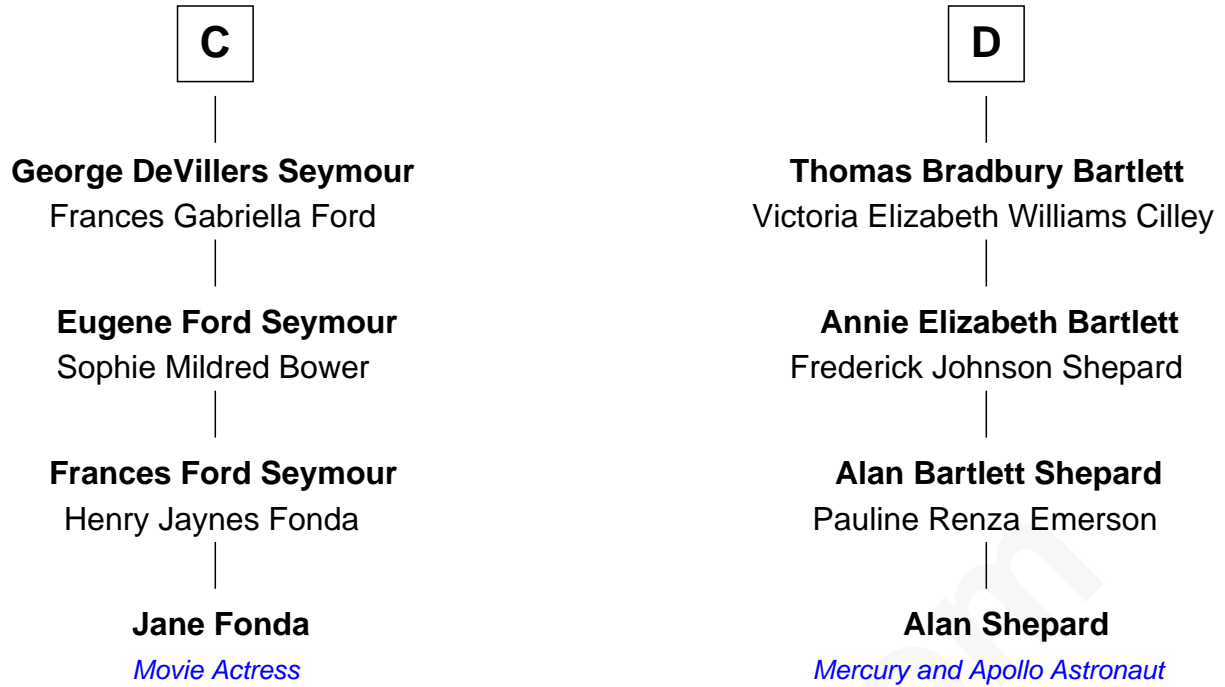 C
George DeVillers Seymour
Frances Gabriella Ford
Eugene Ford Seymour
Sophie Mildred Bower
Frances Ford Seymour
Henry Jaynes Fonda
Jane Fonda
Movie Actress
D
Thomas Bradbury Bartlett
Victoria Elizabeth Williams Cilley
Annie Elizabeth Bartlett
Frederick Johnson Shepard
Alan Bartlett Shepard
Pauline Renza Emerson
Alan Shepard
Mercury and Apollo Astronaut